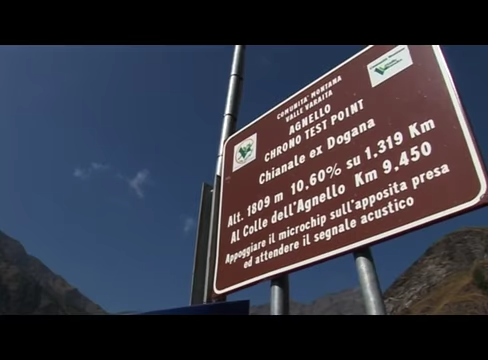 COMUNITA' MONTANA
VALLE VARAITA
AGNELLO
CHRONO TEST POINT
Chianale ex Dogana
Alt. 1809 m 10.60% su 1.319 Km
Al Colle dell'Agnello Km 9,450
Appoggiare il microchip sull'apposita presa
ed attendere il segnale acustico